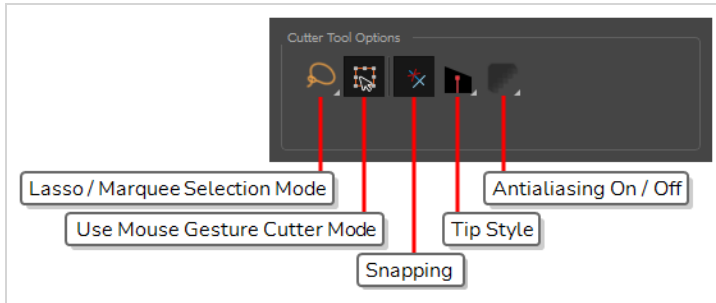 Cutter Tool Options
Lasso / Marquee Selection Mode
Antialiasing On / Off
Use Mouse Gesture Cutter Mode
Tip Style
Snapping